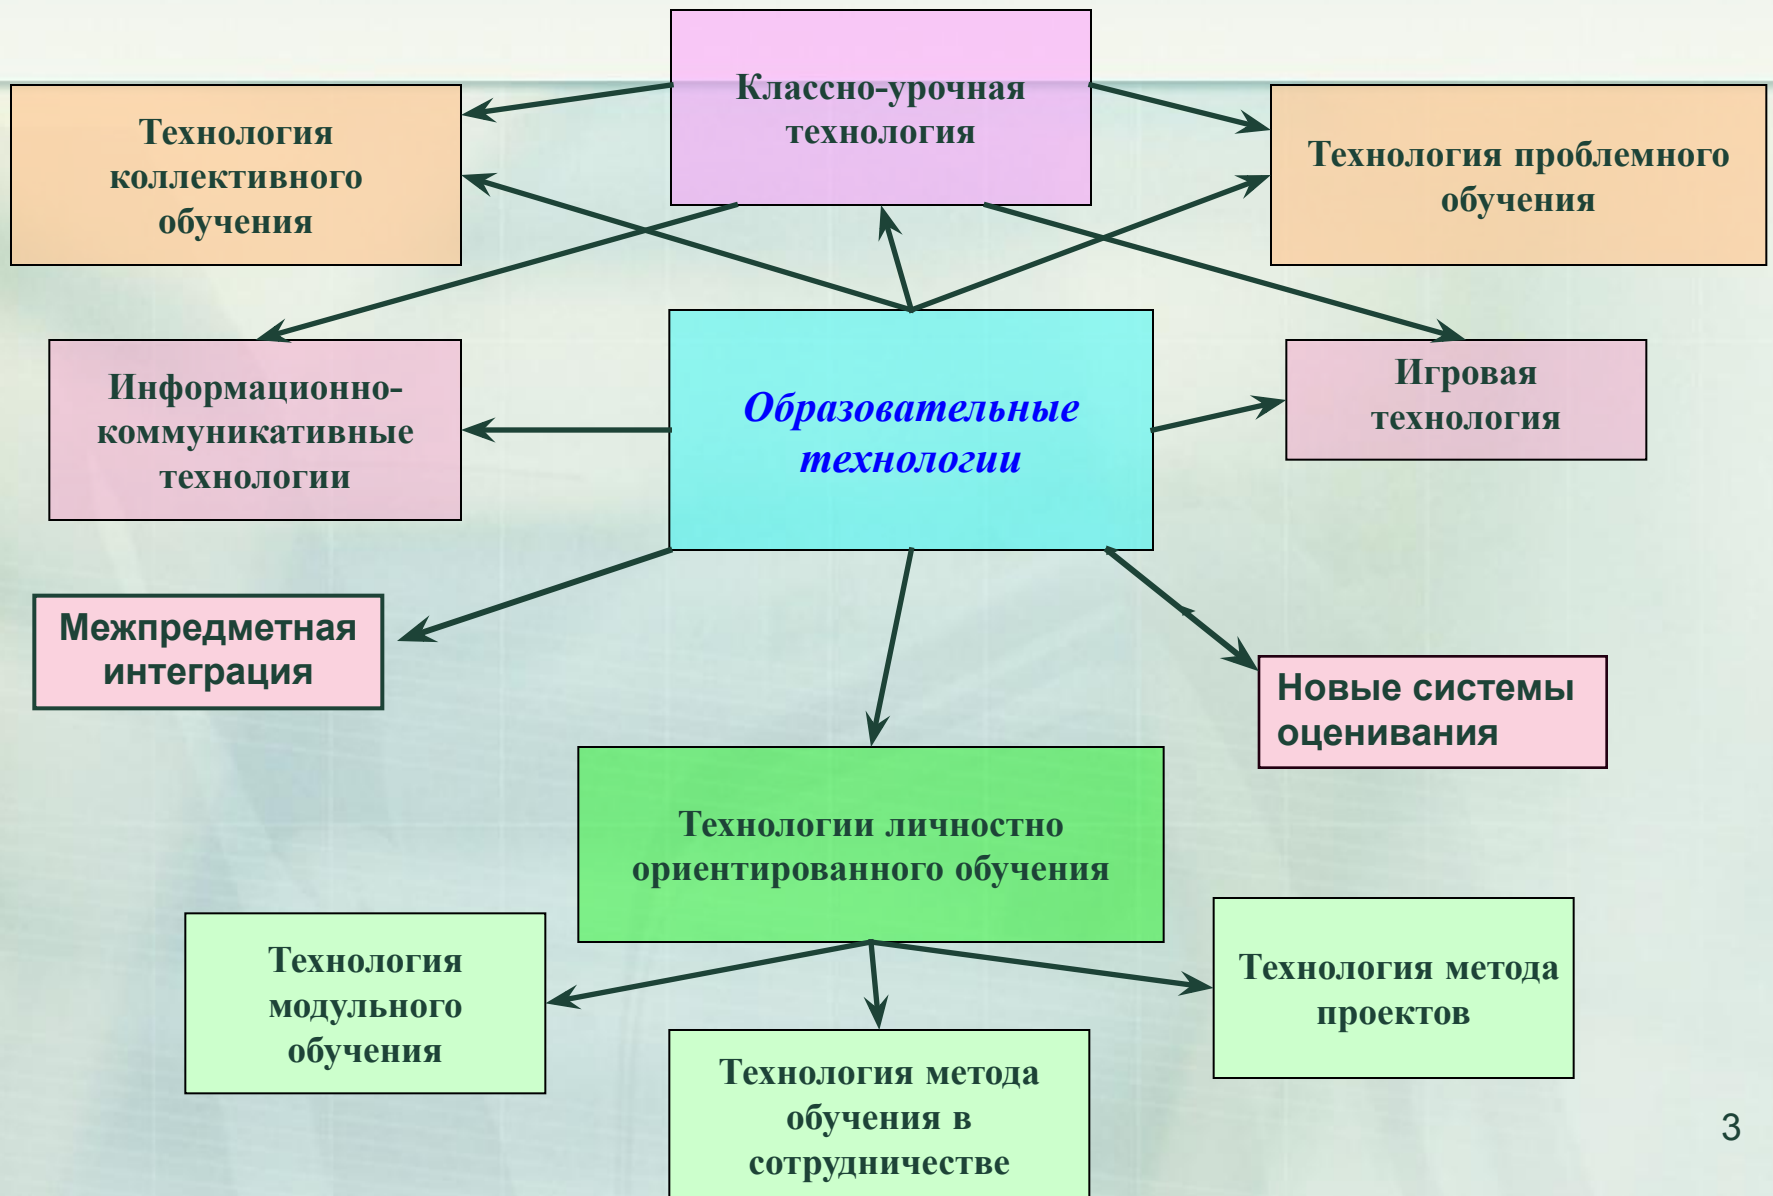 Классно-урочная
технология
Технология
коллективного
обучения
Технология проблемного
обучения
Информационно-
коммуникативные
технологии
Образовательные
технологии
Игровая
технология
Межпредметная
интеграция
Новые системы
оценивания
Технологии личностно
ориентированного обучения
Технология
модульного
обучения
Технология метода
обучения в
сотрудничестве
Технология метода
проектов
3